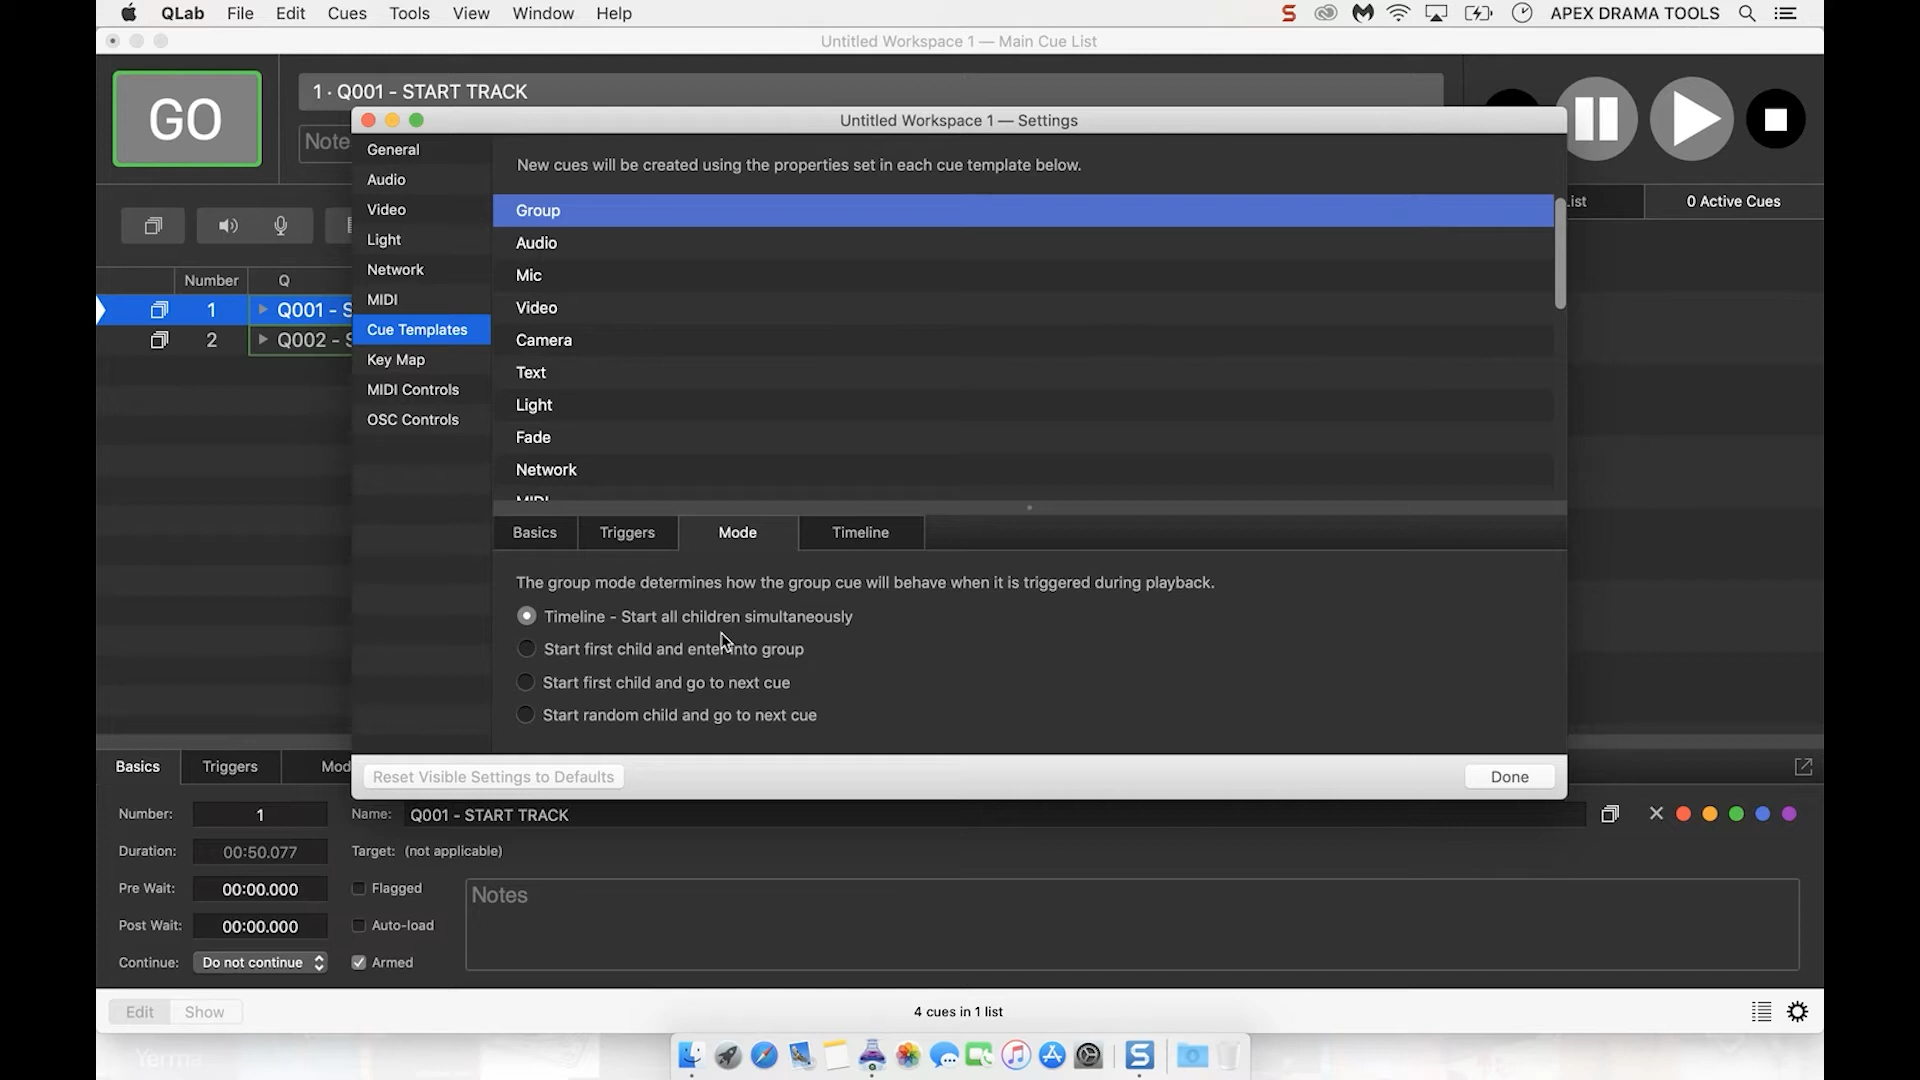 QLab File Edit Cues Tools View Window Help
APEX DRAMA TOOLS
Untitled Workspace 1 — Main Cue List
GO
1 · Q001 - START TRACK
Note
Untitled Workspace 1 — Settings
General
Audio
Video
Light
Network
MIDI
Cue Templates
Key Map
MIDI Controls
OSC Controls
New cues will be created using the properties set in each cue template below.
Group
Audio
Mic
Video
Camera
Text
Light
Fade
Network
MIDI
Basics Triggers Mode Timeline
The group mode determines how the group cue will behave when it is triggered during playback.
Timeline - Start all children simultaneously
Start first child and enter into group
Start first child and go to next cue
Start random child and go to next cue
Reset Visible Settings to Defaults
Done
ist
0 Active Cues
Number Q
1 Q001 - S
2 Q002 - S
Basics Triggers Mod
Number: 1 Name: Q001 - START TRACK
Duration: 00:50.077 Target: (not applicable)
Pre Wait: 00:00.000 Flagged
Notes
Post Wait: 00:00.000 Auto-load
Continue: Do not continue Armed
Edit Show
4 cues in 1 list
Yerma